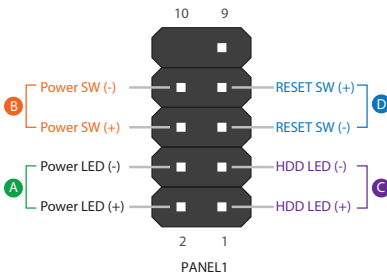 10 9
Power SW (-) RESET SW (+)
B D
Power SW (+) RESET SW (-)
Power LED (-) HDD LED (-)
A C
Power LED (+) HDD LED (+)
2 1
PANEL1